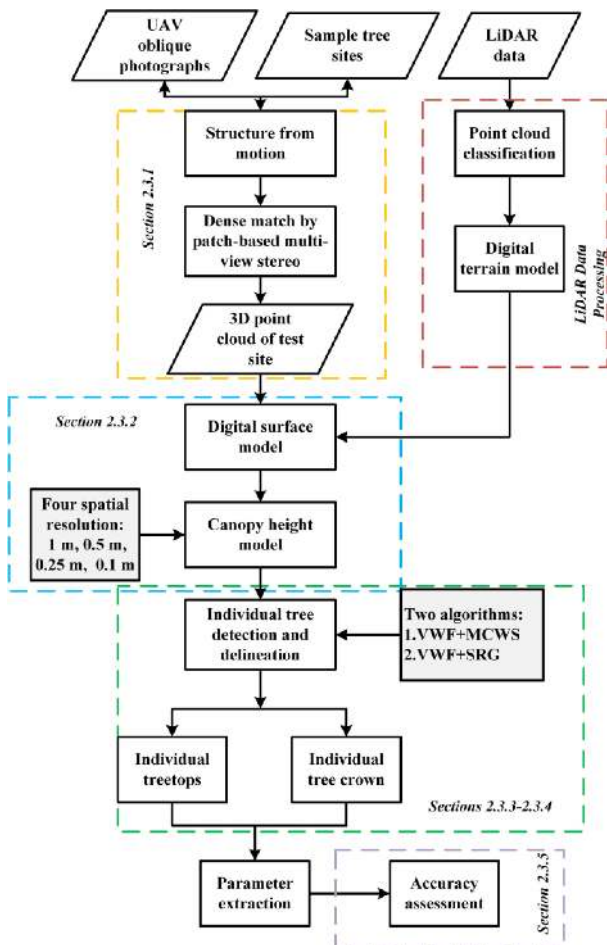 UAV
oblique
photographs
Sample tree
sites
LiDAR
data
Structure from
motion
Point cloud
classification
Section 2.3.1
Dense match by
patch-based multi-
view stereo
Digital
terrain model
LiDAR Data
Processing
3D point
cloud of test
site
Section 2.3.2
Digital surface
model
Four spatial
resolution:
1 m, 0.5 m,
0.25 m, 0.1 m
Canopy height
model
Individual tree
detection and
delineation
Two algorithms:
1.VWF+MCWS
2.VWF+SRG
Individual
treetops
Individual
tree crown
Sections 2.3.3-2.3.4
Parameter
extraction
Accuracy
assessment
Section 2.3.5